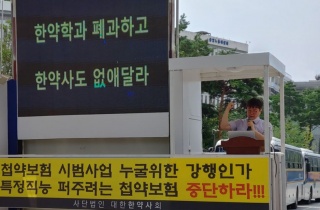 한약학과 폐과하고
한약사도 없애달라
첩약보험 시범사업 누굴위한 강행인가
특정직능 퍼주려는 첩약보험 중단하라!!!
사단법인 대한한약사회